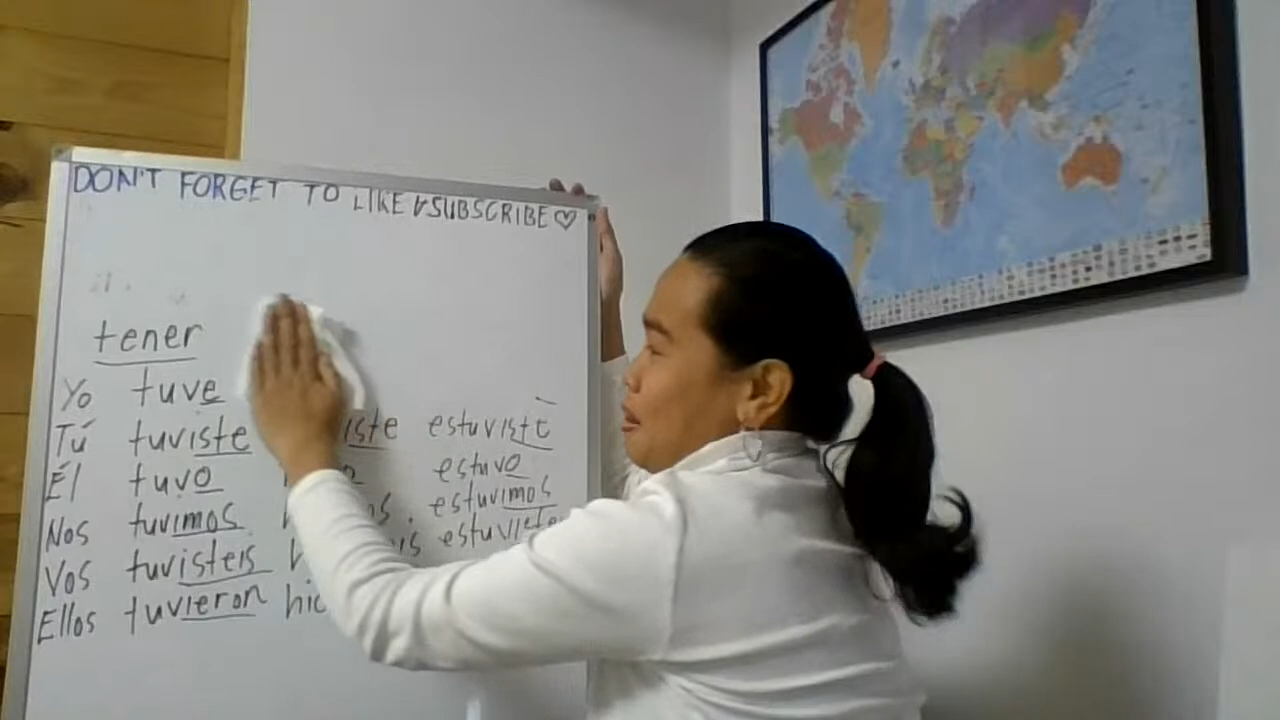 DON'T FORGET TO LIKE & SUBSCRIBE ♡
tener
Yo tuve
Tú tuviste iste estuviste
Él tuvo o estuvo
Nos tuvimos estuvimos
Vos tuvisteis
Ellos tuvieron hic